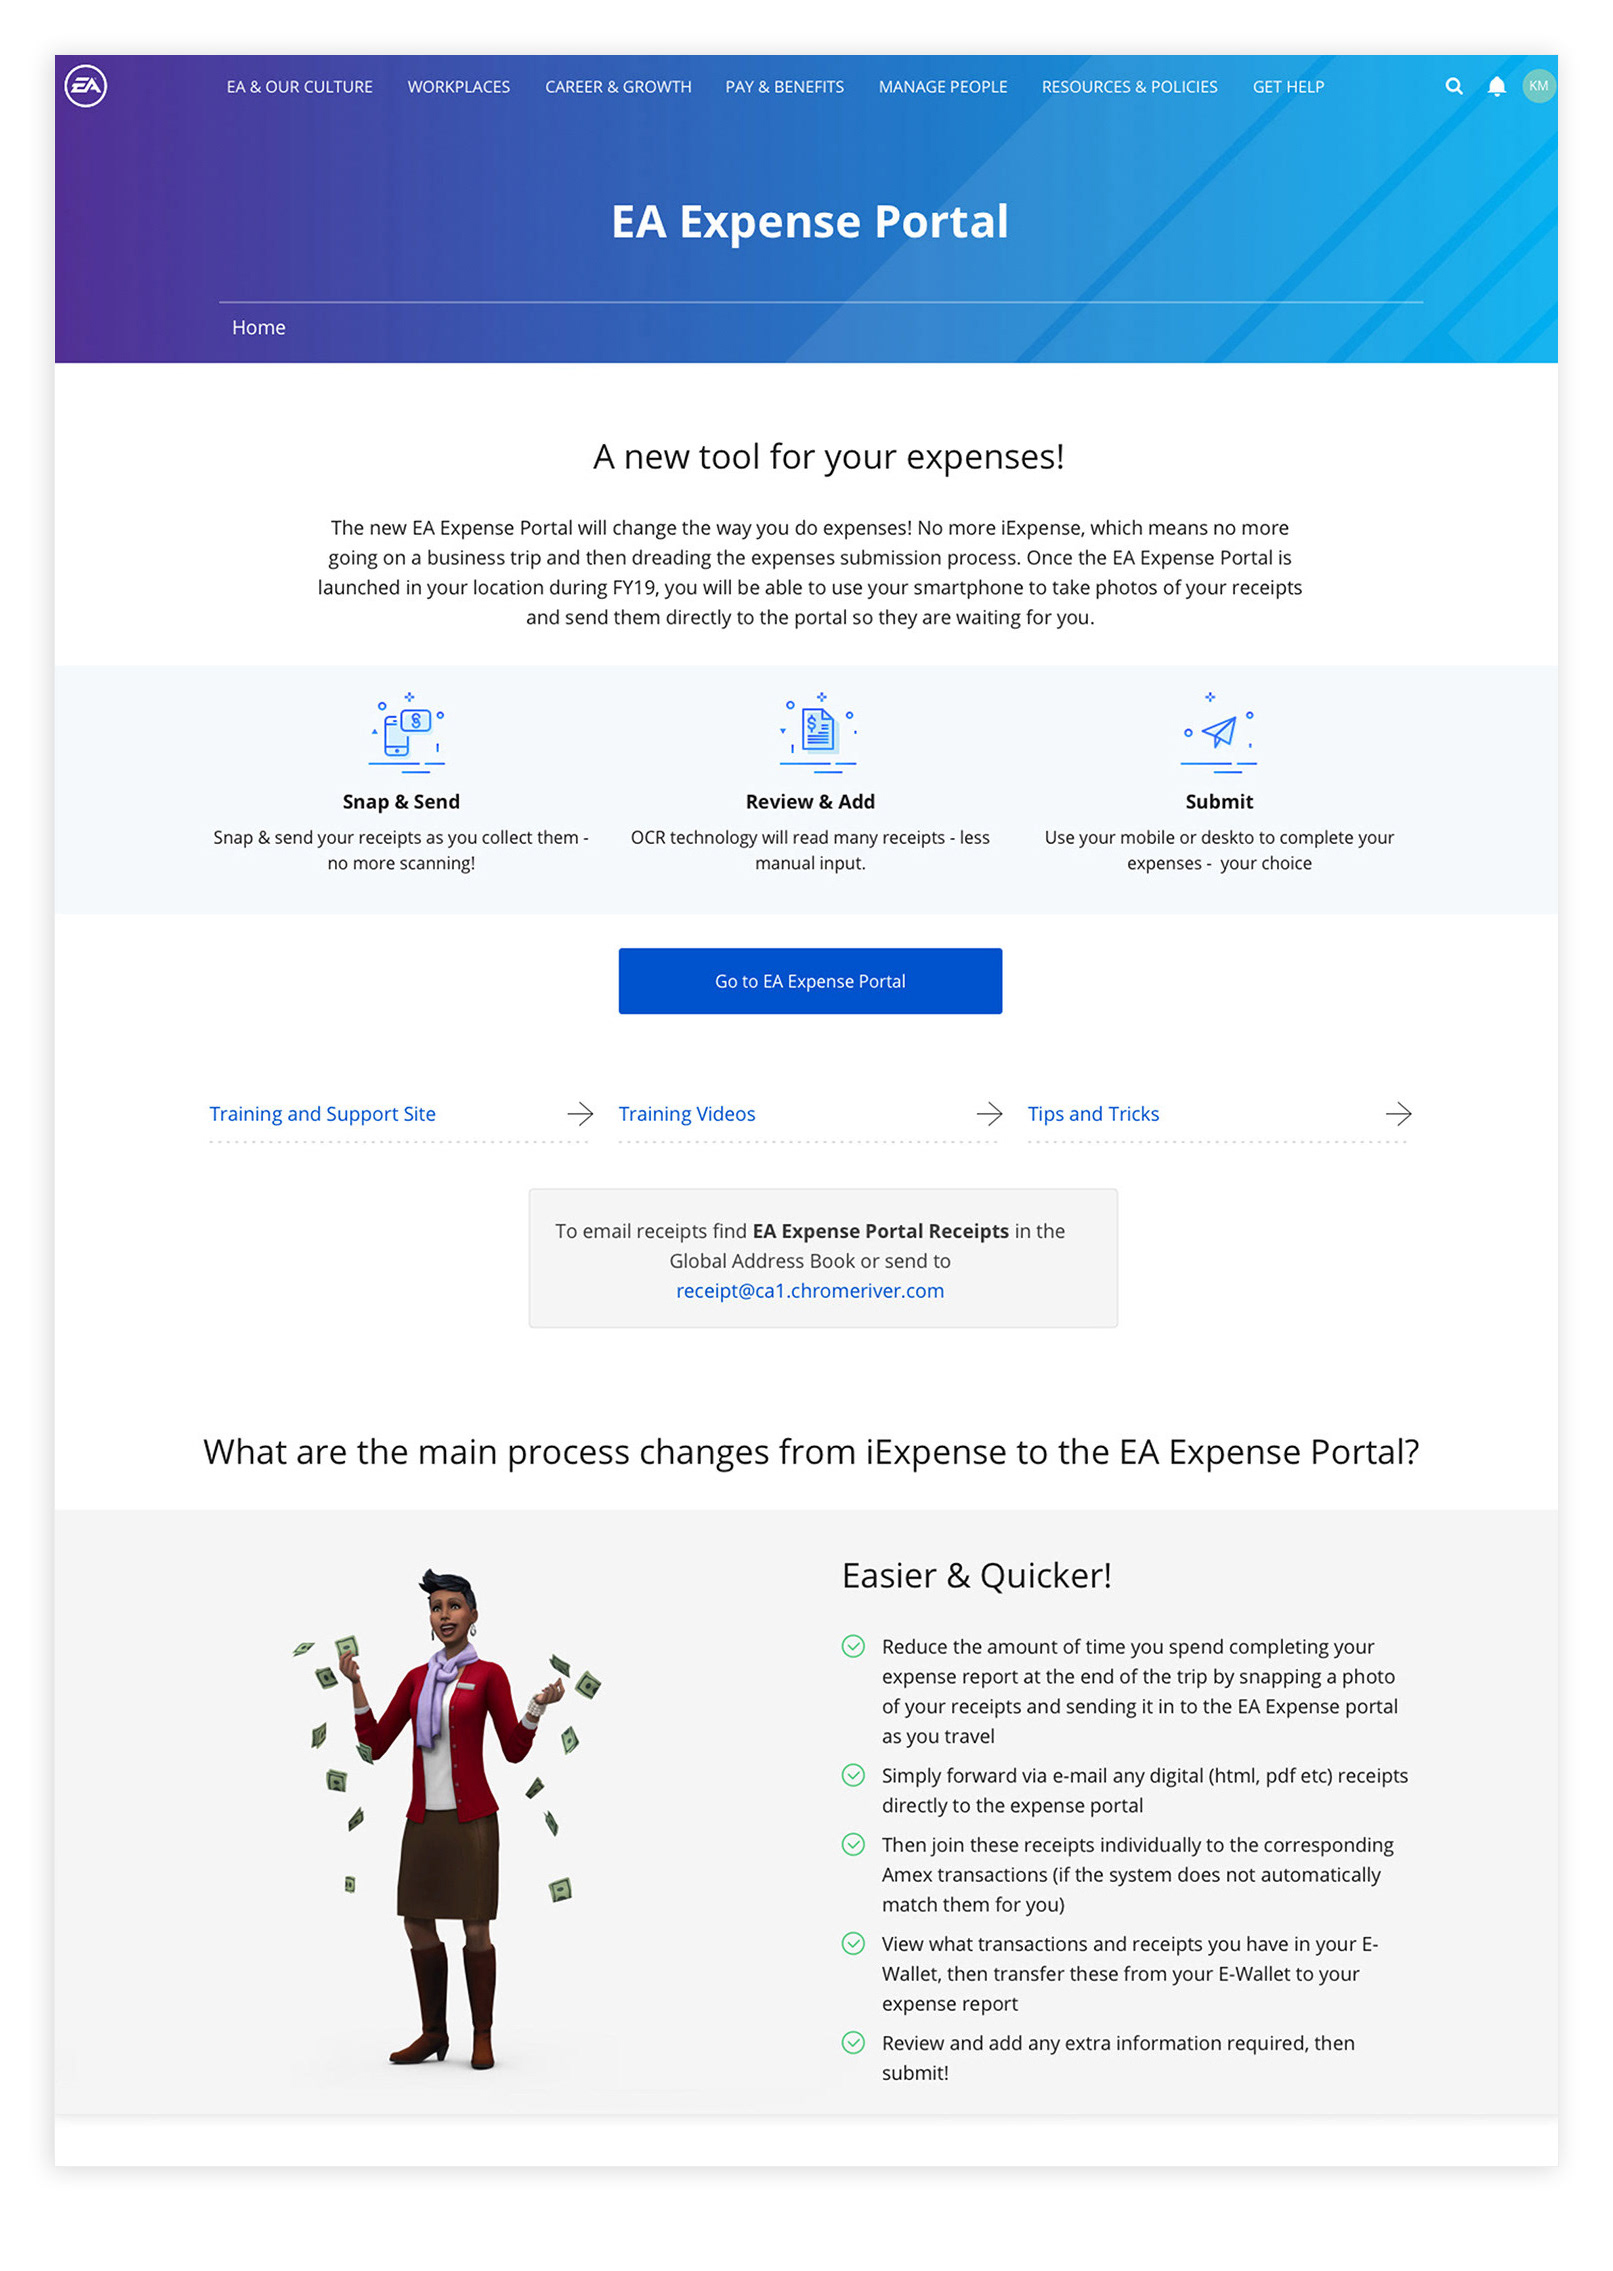 EA
EA & OUR CULTURE WORKPLACES CAREER & GROWTH PAY & BENEFITS MANAGE PEOPLE RESOURCES & POLICIES GET HELP KM
EA Expense Portal
Home
A new tool for your expenses!
The new EA Expense Portal will change the way you do expenses! No more iExpense, which means no more
going on a business trip and then dreading the expenses submission process. Once the EA Expense Portal is
launched in your location during FY19, you will be able to use your smartphone to take photos of your receipts
and send them directly to the portal so they are waiting for you.
Snap & Send
Snap & send your receipts as you collect them -
no more scanning!
Review & Add
OCR technology will read many receipts - less
manual input.
Submit
Use your mobile or deskto to complete your
expenses - your choice
Go to EA Expense Portal
Training and Support Site
Training Videos
Tips and Tricks
To email receipts find EA Expense Portal Receipts in the
Global Address Book or send to
receipt@ca1.chromeriver.com
What are the main process changes from iExpense to the EA Expense Portal?
Easier & Quicker!
Reduce the amount of time you spend completing your
expense report at the end of the trip by snapping a photo
of your receipts and sending it in to the EA Expense portal
as you travel
Simply forward via e-mail any digital (html, pdf etc) receipts
directly to the expense portal
Then join these receipts individually to the corresponding
Amex transactions (if the system does not automatically
match them for you)
View what transactions and receipts you have in your E-
Wallet, then transfer these from your E-Wallet to your
expense report
Review and add any extra information required, then
submit!